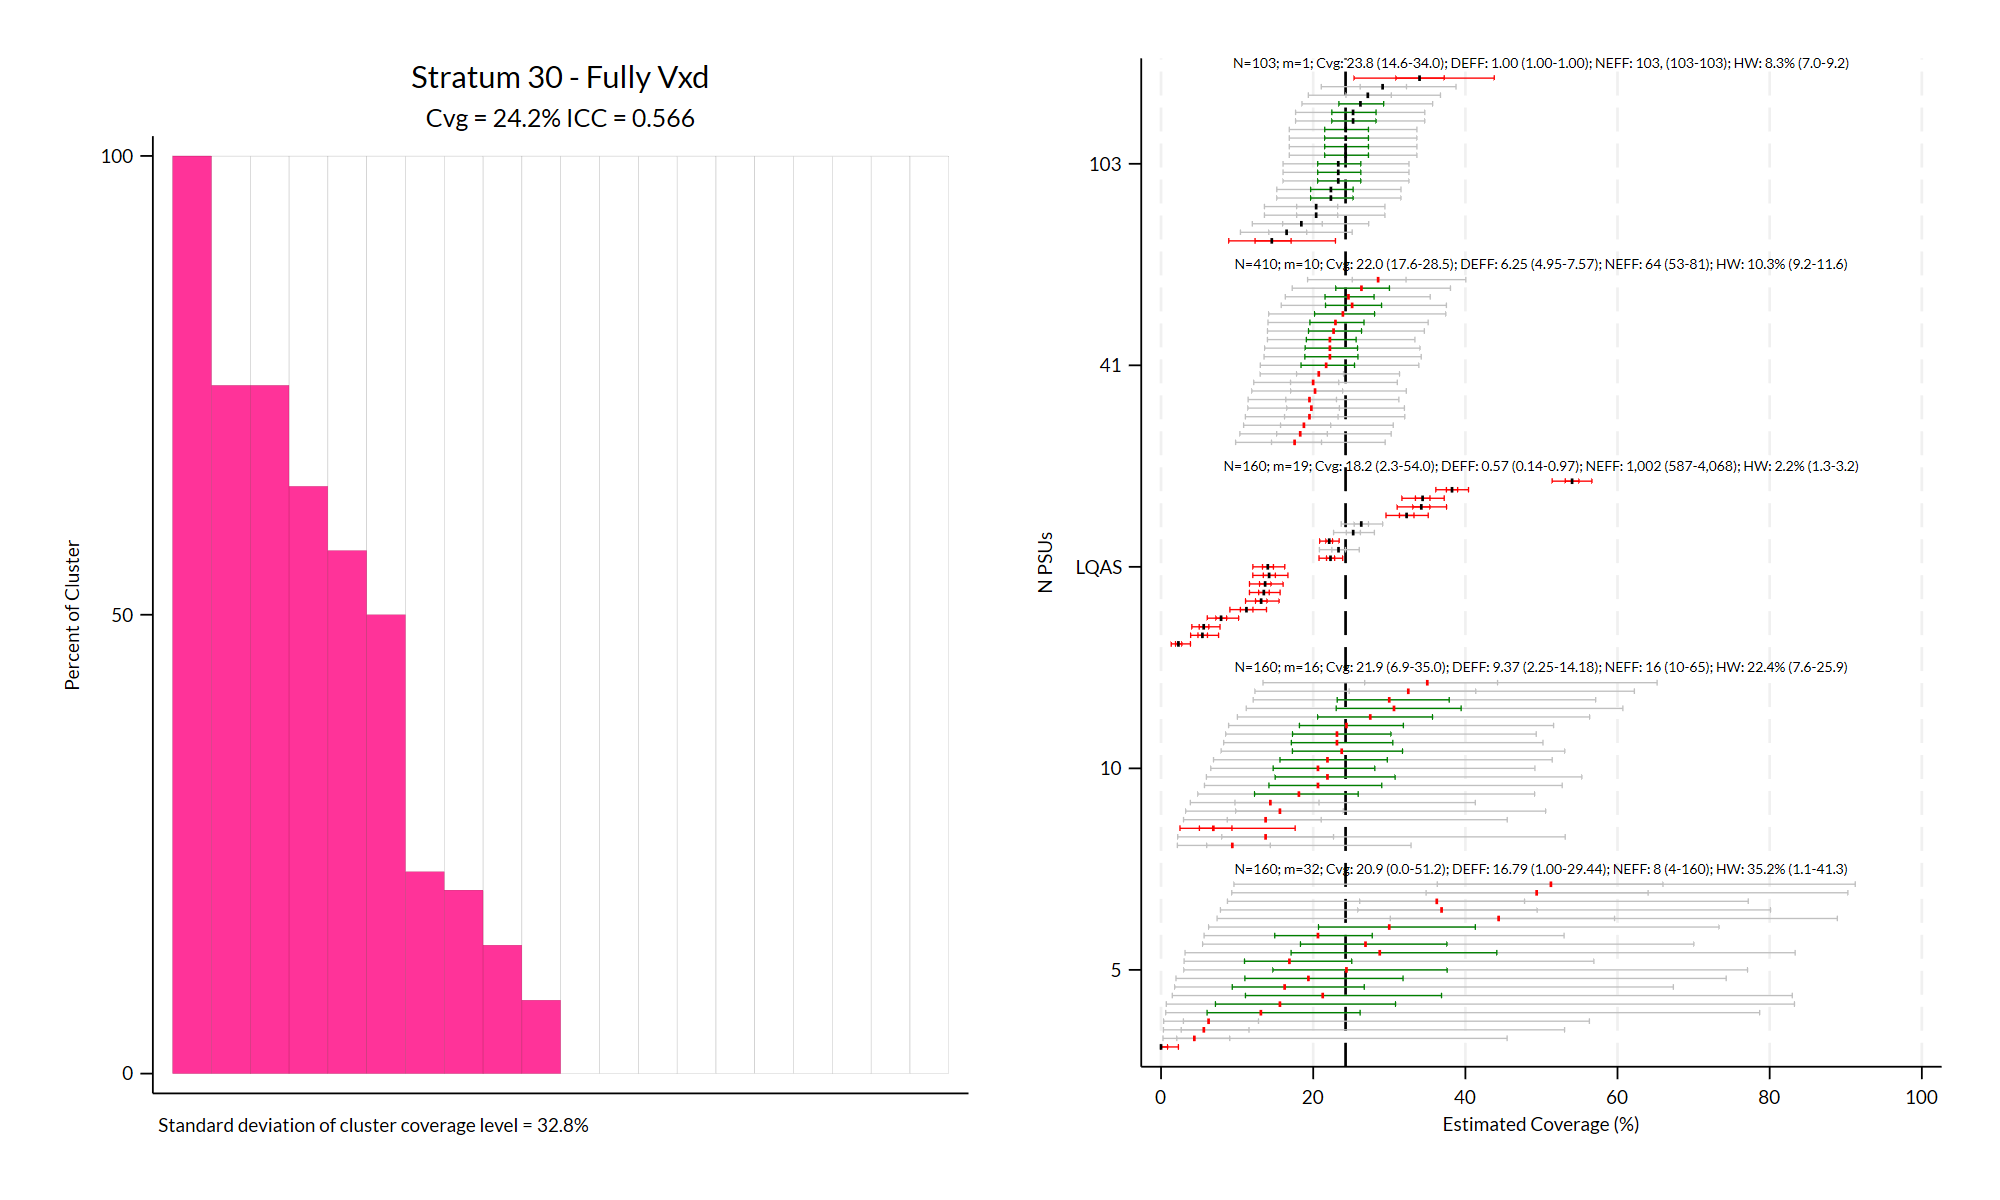 Stratum 30 - Fully Vxd
Cvg = 24.2% ICC = 0.566
100
50
0
Percent of Cluster
Standard deviation of cluster coverage level = 32.8%
N=103; m=1; Cvg: 23.8 (14.6-34.0); DEFF: 1.00 (1.00-1.00); NEFF: 103, (103-103); HW: 8.3% (7.0-9.2)
103
N=410; m=10; Cvg: 22.0 (17.6-28.5); DEFF: 6.25 (4.95-7.57); NEFF: 64 (53-81); HW: 10.3% (9.2-11.6)
41
N=160; m=19; Cvg: 18.2 (2.3-54.0); DEFF: 0.57 (0.14-0.97); NEFF: 1,002 (587-4,068); HW: 2.2% (1.3-3.2)
N PSUs
LQAS
N=160; m=16; Cvg: 21.9 (6.9-35.0); DEFF: 9.37 (2.25-14.18); NEFF: 16 (10-65); HW: 22.4% (7.6-25.9)
10
N=160; m=32; Cvg: 20.9 (0.0-51.2); DEFF: 16.79 (1.00-29.44); NEFF: 8 (4-160); HW: 35.2% (1.1-41.3)
5
0 20 40 60 80 100
Estimated Coverage (%)